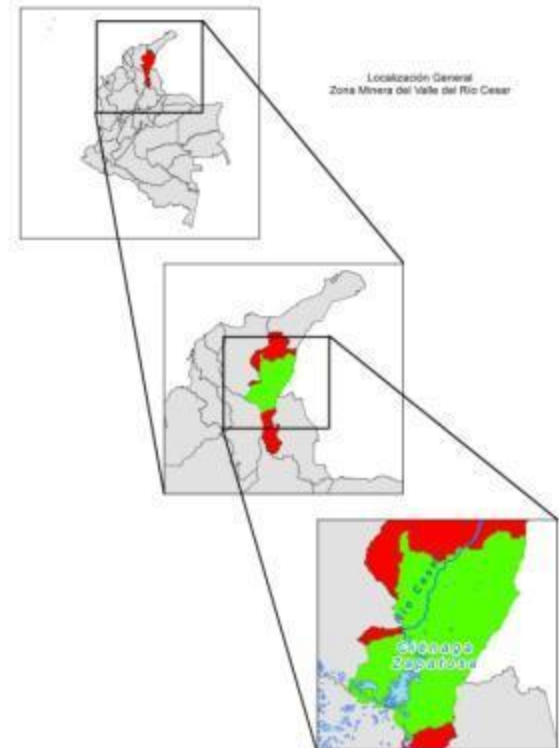 Localización General
Zona Minera del Valle del Río Cesar
Río Cesar
Ciénaga
Zapatosa